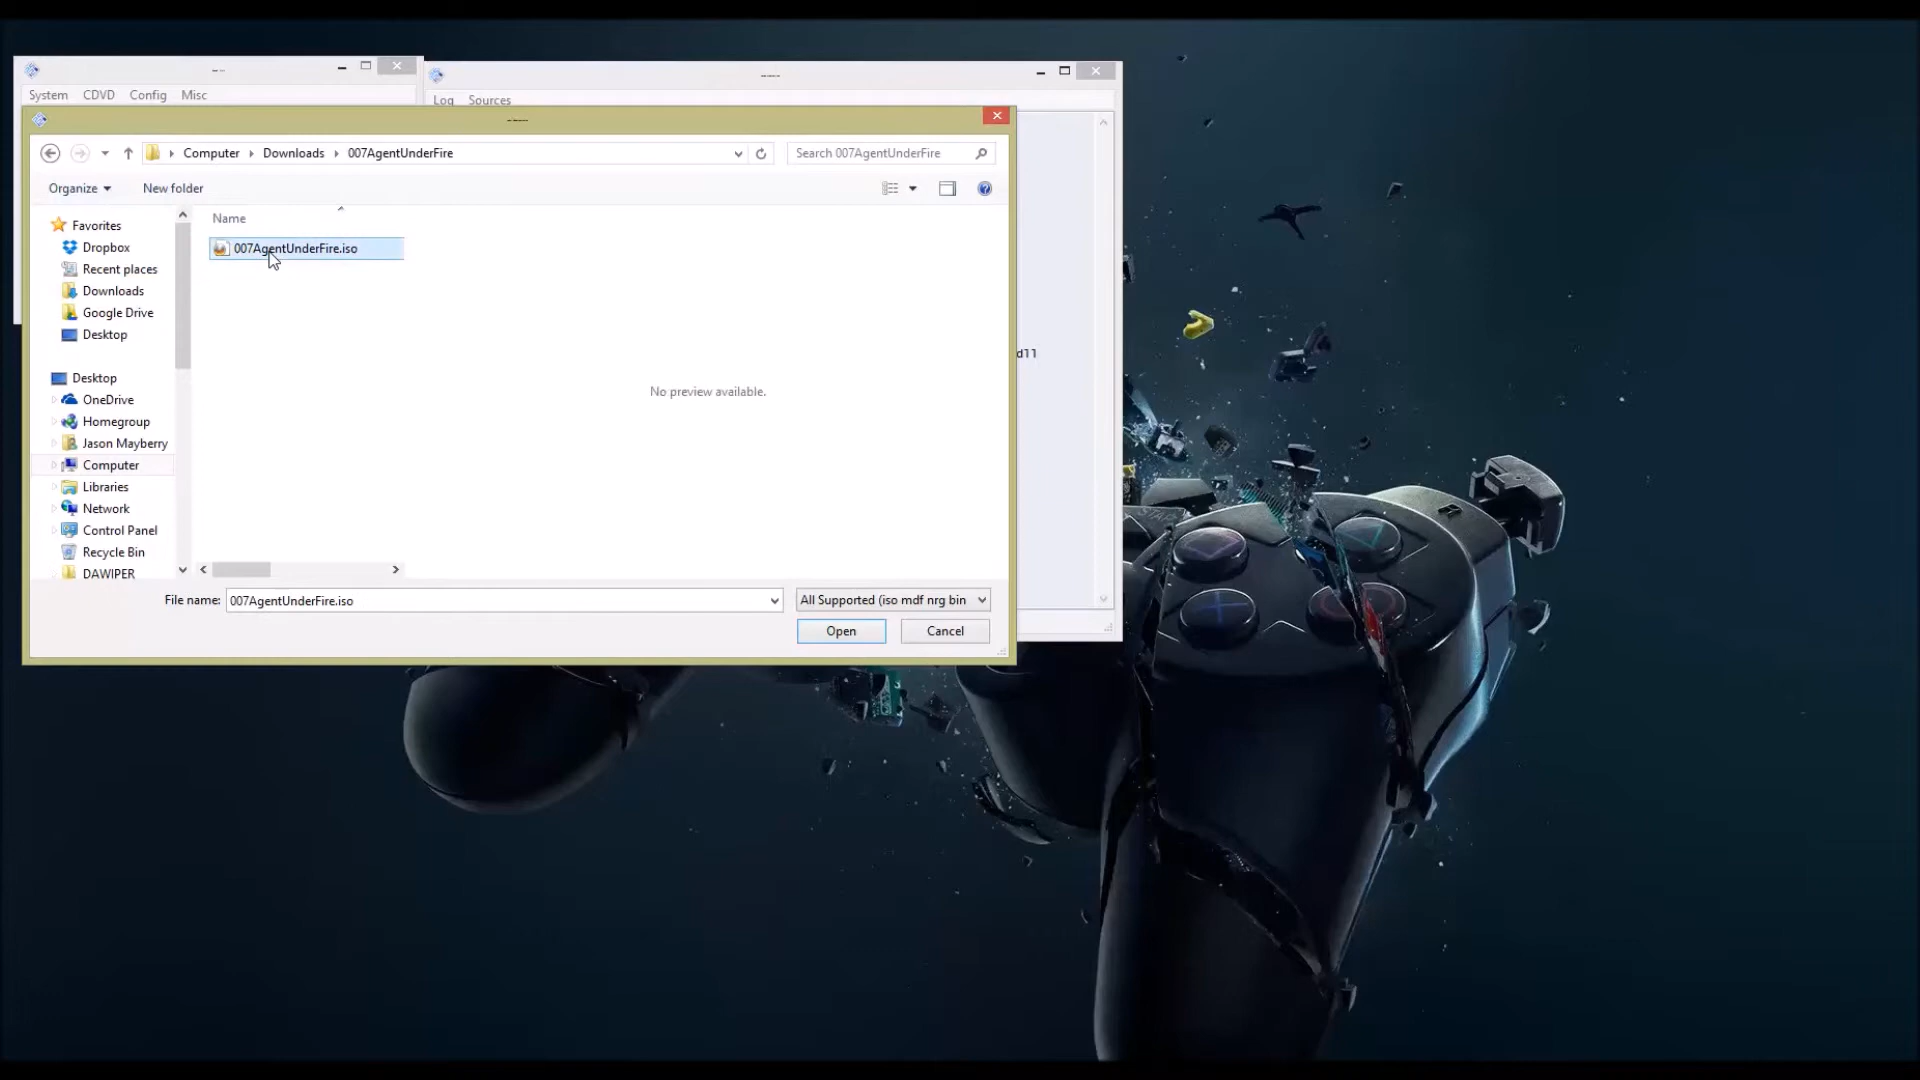 System CDVD Config Misc
Log Sources
Computer Downloads 007AgentUnderFire
Search 007AgentUnderFire
Organize New folder
Name
Favorites
Dropbox
Recent places
Downloads
Google Drive
Desktop
Desktop
OneDrive
Homegroup
Jason Mayberry
Computer
Libraries
Network
Control Panel
Recycle Bin
DAWIPER
007AgentUnderFire.iso
No preview available.
d11
File name: 007AgentUnderFire.iso
All Supported (iso mdf nrg bin
Open Cancel
START